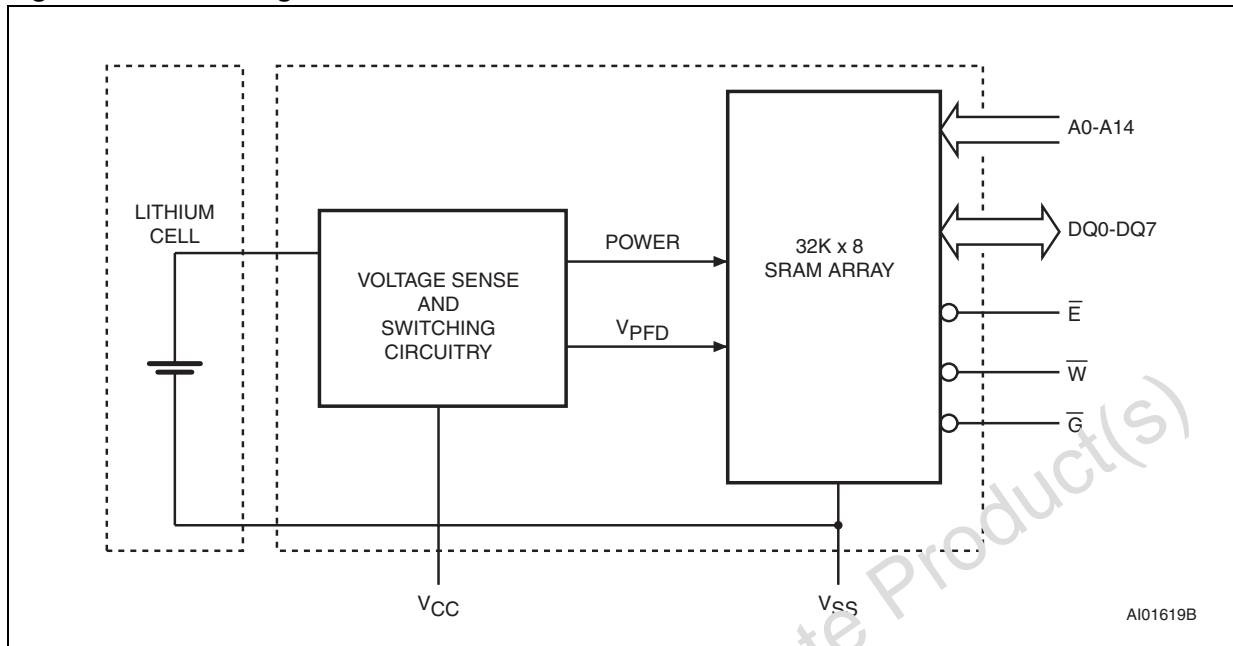 LITHIUM
CELL
VOLTAGE SENSE
AND
SWITCHING
CIRCUITRY
POWER
VPFD
32K x 8
SRAM ARRAY
A0-A14
DQ0-DQ7
E̅
W̅
G̅
VCC
VSS
AI01619B
Product(s)